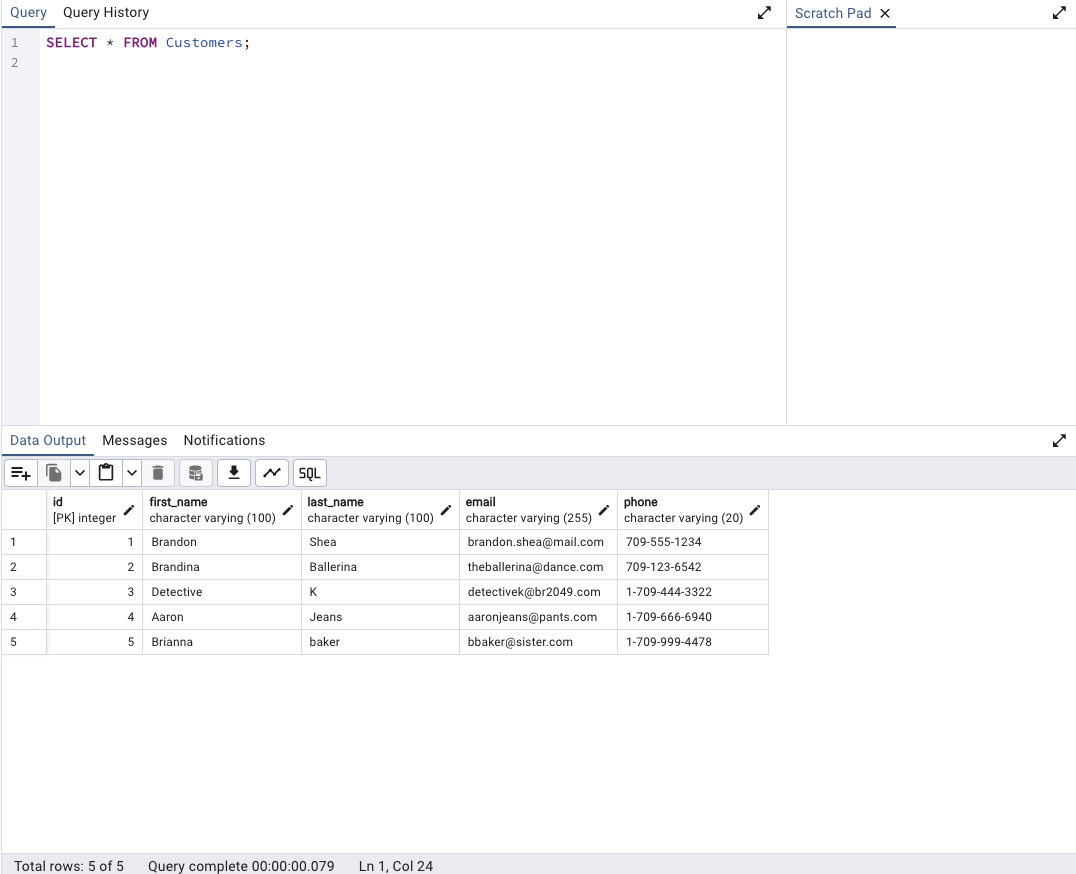 Query Query History
Scratch Pad
1 SELECT * FROM Customers;
2
Data Output Messages Notifications
SQL
id first_name last_name email phone
[PK] integer character varying (100) character varying (100) character varying (255) character varying (20)
1 1 Brandon Shea brandon.shea@mail.com 709-555-1234
2 2 Brandina Ballerina theballerina@dance.com 709-123-6542
3 3 Detective K detectivek@br2049.com 1-709-444-3322
4 4 Aaron Jeans aaronjeans@pants.com 1-709-666-6940
5 5 Brianna baker bbaker@sister.com 1-709-999-4478
Total rows: 5 of 5 Query complete 00:00:00.079 Ln 1, Col 24